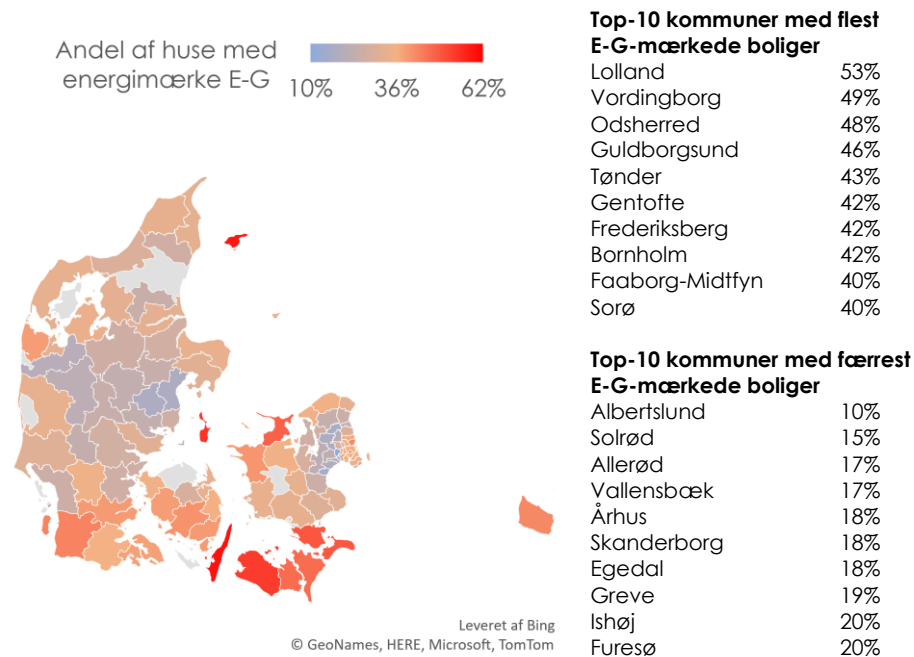 Andel af huse med
energimærke E-G
10% 36% 62%
Leveret af Bing
© GeoNames, HERE, Microsoft, TomTom
Top-10 kommuner med flest
E-G-mærkede boliger
Lolland 53%
Vordingborg 49%
Odsherred 48%
Guldborgsund 46%
Tønder 43%
Gentofte 42%
Frederiksberg 42%
Bornholm 42%
Faaborg-Midtfyn 40%
Sorø 40%
Top-10 kommuner med færrest
E-G-mærkede boliger
Albertslund 10%
Solrød 15%
Allerød 17%
Vallensbæk 17%
Århus 18%
Skanderborg 18%
Egedal 18%
Greve 19%
Ishøj 20%
Furesø 20%